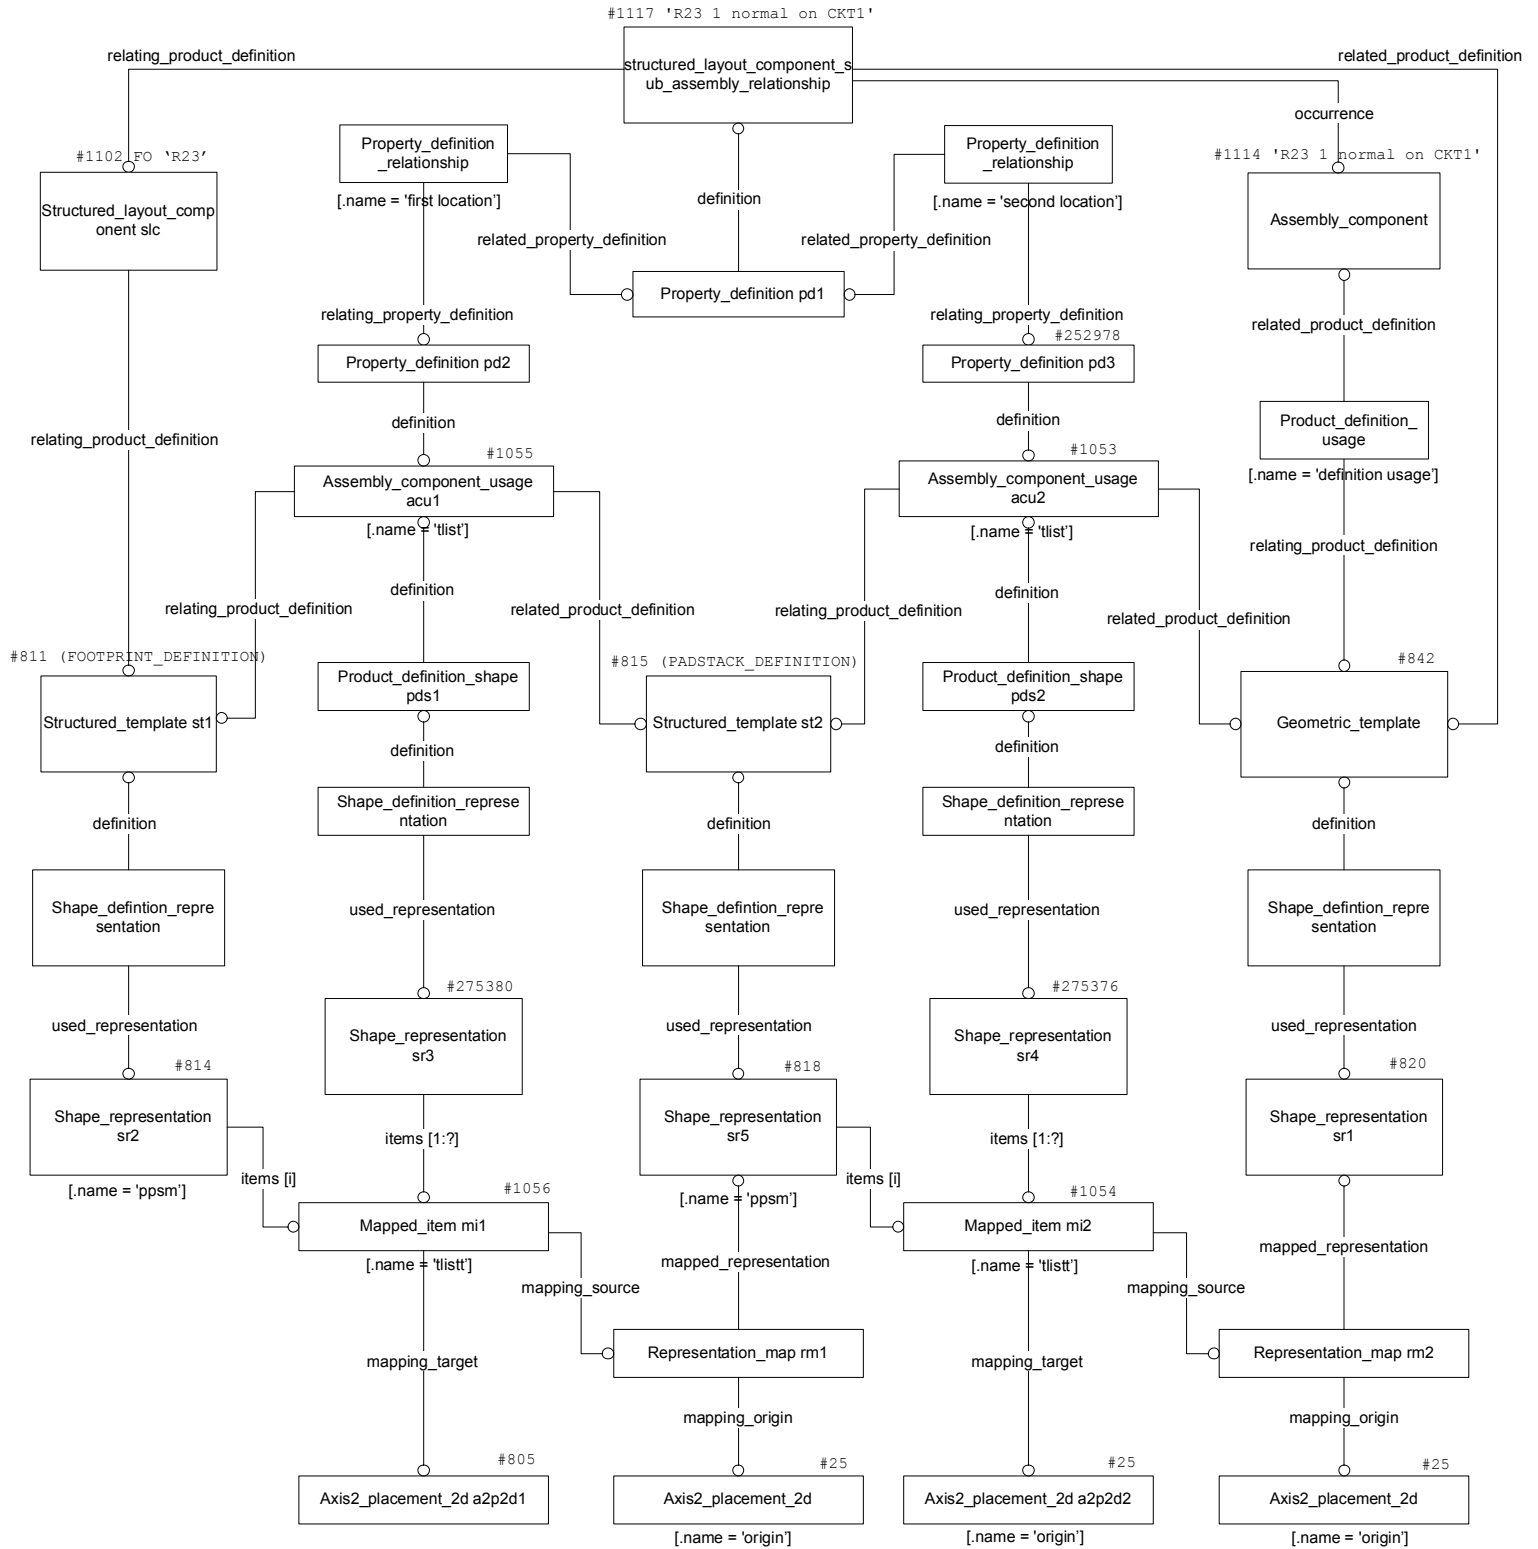 #1117 'R23 1 normal on CKT1'
relating_product_definition
structured_layout_component_s
ub_assembly_relationship
related_product_definition
occurrence
#1102 FO ‘R23’
Property_definition
_relationship
Property_definition
_relationship
#1114 'R23 1 normal on CKT1'
[.name = 'first location']
definition
[.name = 'second location']
Structured_layout_comp
onent slc
Assembly_component
related_property_definition
related_property_definition
Property_definition pd1
relating_property_definition
relating_property_definition
related_product_definition
#252978
Property_definition pd2
Property_definition pd3
definition
definition
Product_definition_
usage
relating_product_definition
#1055
#1053
[.name = 'definition usage’]
Assembly_component_usage
acu1
Assembly_component_usage
acu2
[.name = 'tlist']
[.name = 'tlist']
relating_product_definition
definition
definition
relating_product_definition
related_product_definition
relating_product_definition
related_product_definition
#811 (FOOTPRINT_DEFINITION)
#815 (PADSTACK_DEFINITION)
#842
Product_definition_shape
pds1
Product_definition_shape
pds2
Structured_template st1
Structured_template st2
Geometric_template
definition
definition
Shape_definition_represe
ntation
Shape_definition_represe
ntation
definition
definition
definition
Shape_defintion_repre
sentation
Shape_defintion_repre
sentation
Shape_defintion_repre
sentation
used_representation
used_representation
#275380
#275376
used_representation
used_representation
used_representation
Shape_representation
sr3
Shape_representation
sr4
#814
#818
#820
Shape_representation
sr2
Shape_representation
sr5
Shape_representation
sr1
items [1:?]
items [1:?]
items [i]
items [i]
[.name = 'ppsm']
#1056
[.name = 'ppsm']
#1054
Mapped_item mi1
Mapped_item mi2
[.name = 'tlistt']
mapped_representation
[.name = 'tlistt']
mapped_representation
mapping_source
mapping_source
Representation_map rm1
Representation_map rm2
mapping_target
mapping_target
mapping_origin
mapping_origin
#805
#25
#25
#25
Axis2_placement_2d a2p2d1
Axis2_placement_2d
Axis2_placement_2d a2p2d2
Axis2_placement_2d
[.name = 'origin']
[.name = 'origin']
[.name = 'origin']